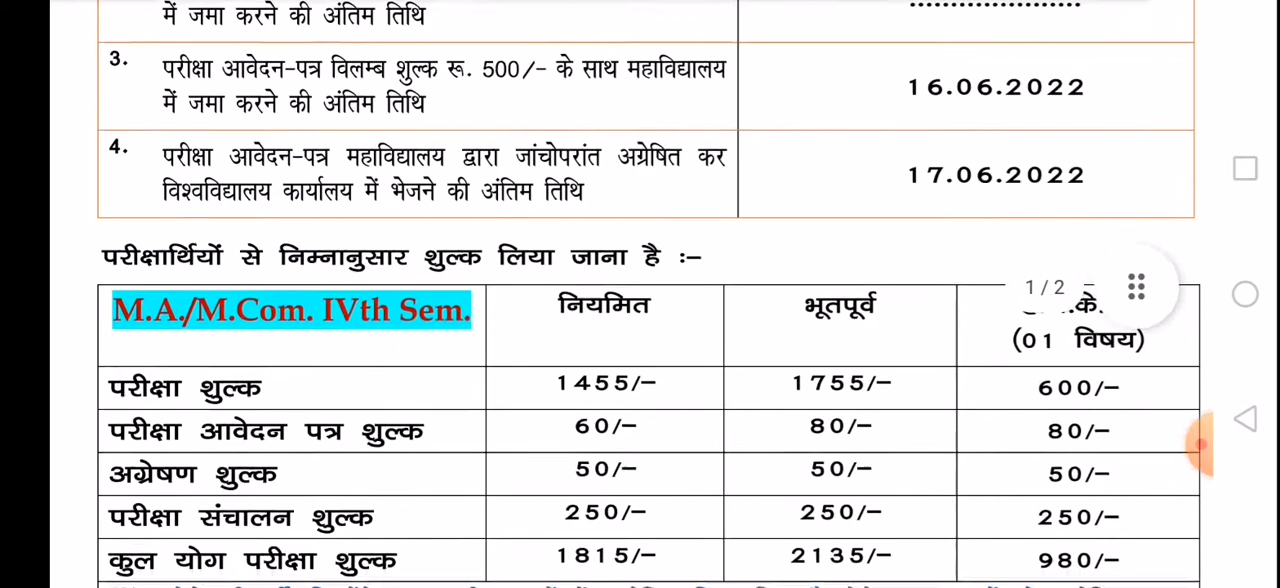 में जमा करने की अंतिम तिथि
3. परीक्षा आवेदन-पत्र विलम्ब शुल्क रू. 500/- के साथ महाविद्यालय
में जमा करने की अंतिम तिथि
16.06.2022
4. परीक्षा आवेदन-पत्र महाविद्यालय द्वारा जांचोपरांत अग्रेषित कर
विश्वविद्यालय कार्यालय में भेजने की अंतिम तिथि
17.06.2022
परीक्षार्थियों से निम्नानुसार शुल्क लिया जाना है :–
1/2
M.A./M.Com. IVth Sem. नियमित भूतपूर्व
(01 विषय)
परीक्षा शुल्क 1455/– 1755/– 600/–
परीक्षा आवेदन पत्र शुल्क 60/– 80/– 80/–
अग्रेषण शुल्क 50/– 50/– 50/–
परीक्षा संचालन शुल्क 250/– 250/– 250/–
कुल योग परीक्षा शुल्क 1815/– 2135/– 980/–